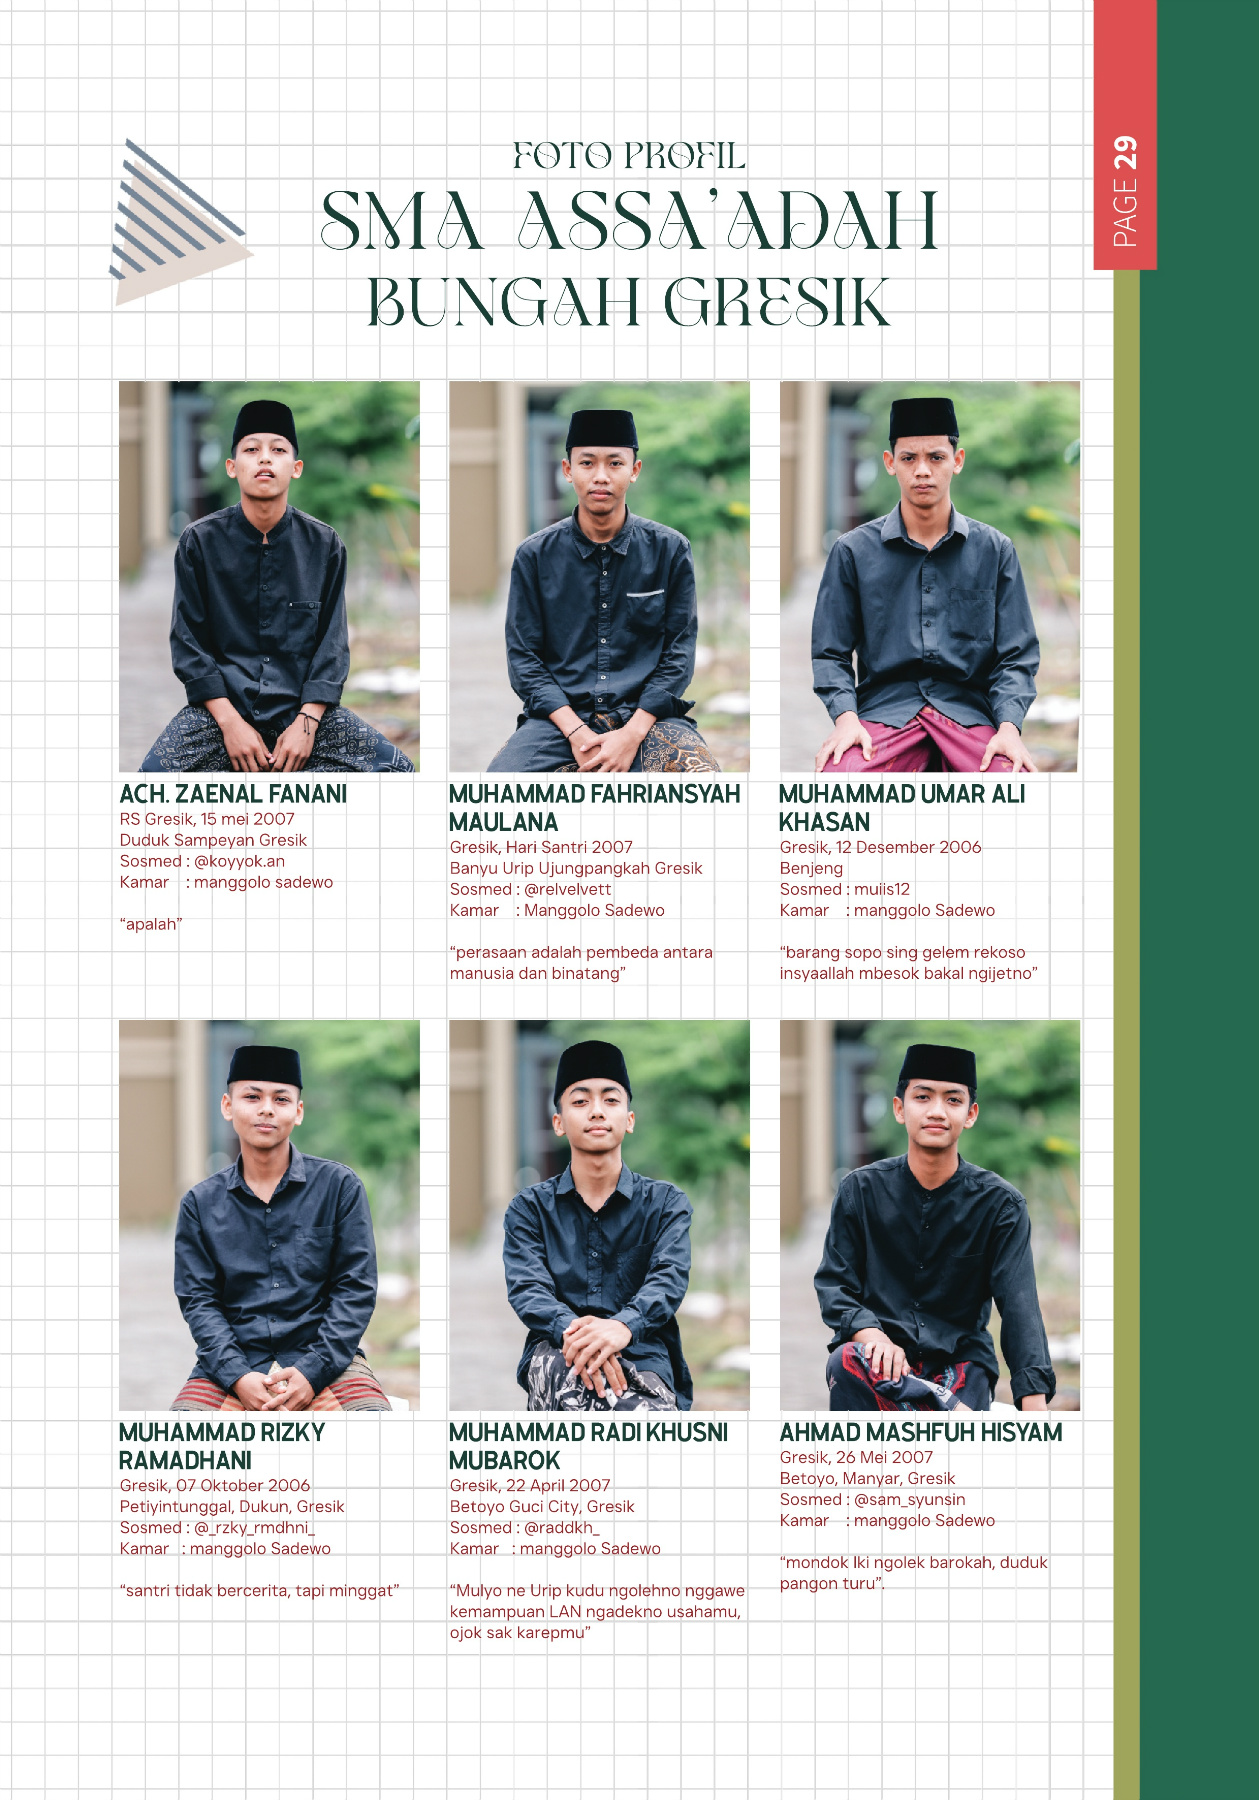 PAGE 29
FOTO PROFIL
SMA ASSA'ADAH
BUNGAH GRESIK
ACH. ZAENAL FANANI
RS Gresik, 15 mei 2007
Duduk Sampeyan Gresik
Sosmed : @koyyok.an
Kamar : manggolo sadewo
“apalah”
MUHAMMAD FAHRIANSYAH
MAULANA
Gresik, Hari Santri 2007
Banyu Urip Ujungpangkah Gresik
Sosmed : @relvelvett
Kamar : Manggolo Sadewo
“perasaan adalah pembeda antara
manusia dan binatang”
MUHAMMAD UMAR ALI
KHASAN
Gresik, 12 Desember 2006
Benjeng
Sosmed : muiis12
Kamar : manggolo Sadewo
“barang sopo sing gelem rekoso
insyaallah mbesok bakal ngijetno”
MUHAMMAD RIZKY
RAMADHANI
Gresik, 07 Oktober 2006
Petiyintunggal, Dukun, Gresik
Sosmed : @_rzky_rmdhni_
Kamar : manggolo Sadewo
“santri tidak bercerita, tapi minggat”
MUHAMMAD RADI KHUSNI
MUBAROK
Gresik, 22 April 2007
Betoyo Guci City, Gresik
Sosmed : @raddkh_
Kamar : manggolo Sadewo
“Mulyo ne Urip kudu ngolehno nggawe
kemampuan LAN ngadekno usahamu,
ojok sak karepmu”
AHMAD MASHFUH HISYAM
Gresik, 26 Mei 2007
Betoyo, Manyar, Gresik
Sosmed : @sam_syunsin
Kamar : manggolo Sadewo
“mondok Iki ngolek barokah, duduk
pangon turu”.